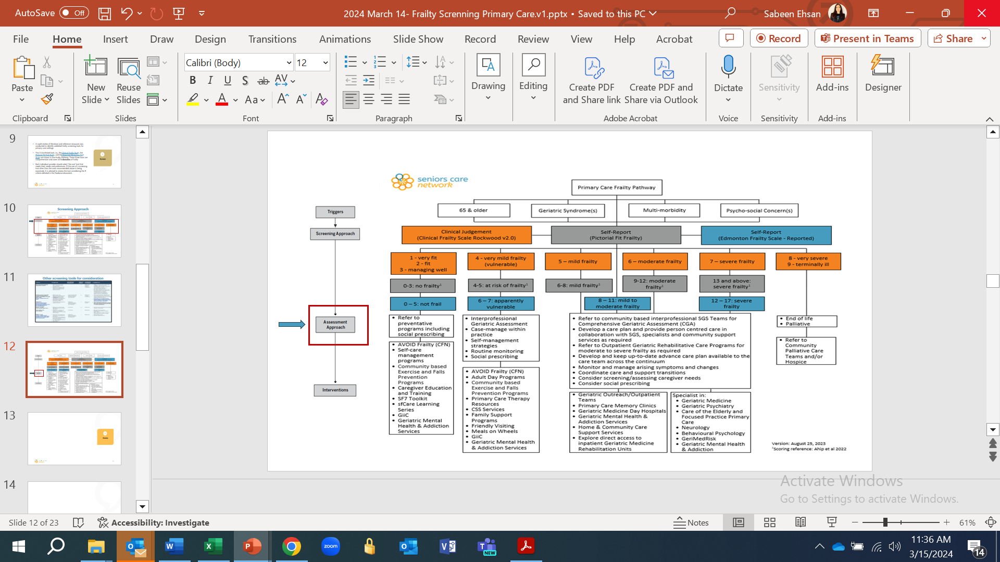 AutoSave Off
2024 March 14- Frailty Screnning Primary Care.v1.pptx • Saved to this PC
Sabeen Ehsan
File Home Insert Draw Design Transitions Animations Slide Show Record Review View Help Acrobat
Record
Present in Teams
Share
Paste
New Slide
Reuse Slides
Calibri (Body) 12
B I U S ab AV
A Aa A A A
Drawing
Editing
Create PDF and Share link
Create PDF and Share via Outlook
Dictate
Sensitivity
Add-ins
Designer
Clipboard Slides Font Paragraph Adobe Acrobat Voice Sensitivity Add-ins
9
10
Screening Approach
11
Other screening tools for consideration
12
13
14
seniors care
network
Primary Care Frailty Pathway
Triggers
65 & older
Geriatric Syndrome(s)
Multi-morbidity
Psycho-social Concern(s)
Screening Approach
Clinical Judgement
(Clinical Frailty Scale Rockwood v2.0)
Self-Report
(Pictorial Fit Frailty)
Self-Report
(Edmonton Frailty Scale - Reported)
1 - very fit
2 - fit
3 - managing well
4 - very mild frailty
(vulnerable)
5 – mild frailty
6 – moderate frailty
7 – severe frailty
8 - very severe
9 - terminally ill
0-3: no frailty¹
4-5: at risk of frailty¹
6-8: mild frailty¹
9-12: moderate
frailty¹
13 and above:
severe frailty¹
0 – 5: not frail
6 – 7: apparently
vulnerable
8 – 11: mild to
moderate frailty
12 – 17: severe
frailty
Assessment
Approach
• Refer to
preventative
programs including
social prescribing
• Interprofessional
Geriatric Assessment
• Case-manage within
practice
• Self-management
strategies
• Routine monitoring
• Social prescribing
• Refer to community based interprofessional SGS Teams for
Comprehensive Geriatric Assessment (CGA)
• Develop a care plan and provide person centred care in
collaboration with SGS, specialists and community support
services as required
• Refer to Outpatient Geriatric Rehabilitative Care Programs for
moderate to severe frailty as required
• Develop and keep up-to-date advance care plan available to the
care team across the continuum
• Monitor and manage arising symptoms and changes
• Coordinate care and support transitions
• Consider screening/assessing caregiver needs
• Consider social prescribing
• End of life
• Palliative
• Refer to
Community
Palliative Care
Teams and/or
Hospice
Interventions
• AVOID Frailty (CFN)
• Self-care
management
programs
• Community based
Exercise and Falls
Prevention
Programs
• Caregiver Education
and Training
• SF7 Toolkit
• sfCare Learning
Series
• GiiC
• Geriatric Mental
Health & Addiction
Services
• AVOID Frailty (CFN)
• Adult Day Programs
• Community based
Exercise and Falls
Prevention Programs
• Primary Care Therapy
Resources
• CSS Services
• Family Support
Programs
• Friendly Visiting
• Meals on Wheels
• GiiC
• Geriatric Mental Health
& Addiction Services
• Geriatric Outreach/Outpatient
Teams
• Primary Care Memory Clinics
• Geriatric Medicine Day Hospitals
• Geriatric Mental Health &
Addiction Services
• Home & Community Care
Support Services
• Explore direct access to
inpatient Geriatric Medicine
Rehabilitation Units
Specialist in:
• Geriatric Medicine
• Geriatric Psychiatry
• Care of the Elderly and
Focused Practice Primary
Care
• Neurology
• Behavioural Psychology
• GeriMedRisk
• Geriatric Mental Health
& Addiction
Version: August 25, 2023
¹Scoring reference: Ahip et al 2022
Activate Windows
Go to Settings to activate Windows.
Slide 12 of 23
Accessibility: Investigate
Notes
61%
zoom
NEW
11:36 AM
3/15/2024
14